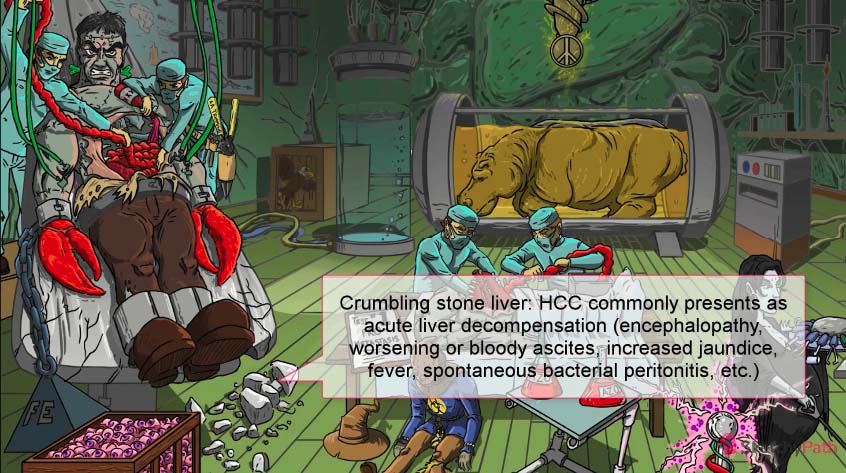 Crumbling stone liver: HCC commonly presents as
acute liver decompensation (encephalopathy,
worsening or bloody ascites, increased jaundice,
fever, spontaneous bacterial peritonitis, etc.)
FE
Path